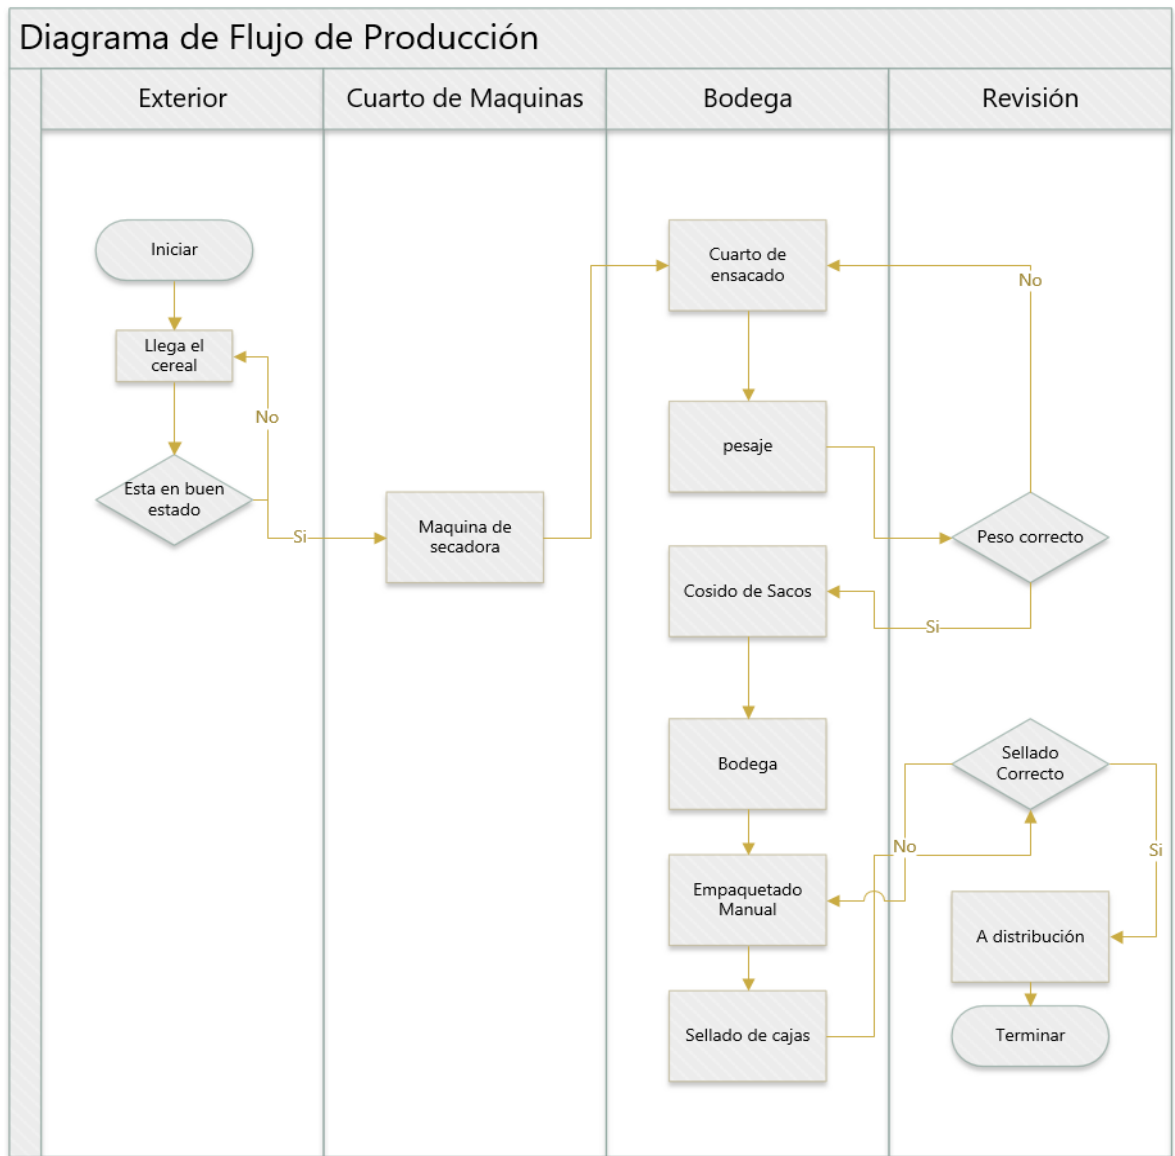 Diagrama de Flujo de Producción
Exterior
Cuarto de Maquinas
Bodega
Revisión
Iniciar
Llega el
cereal
No
Esta en buen
estado
Si
Maquina de
secadora
Cuarto de
ensacado
No
pesaje
Peso correcto
Cosido de Sacos
Si
Bodega
Sellado
Correcto
No
Si
Empaquetado
Manual
A distribución
Sellado de cajas
Terminar